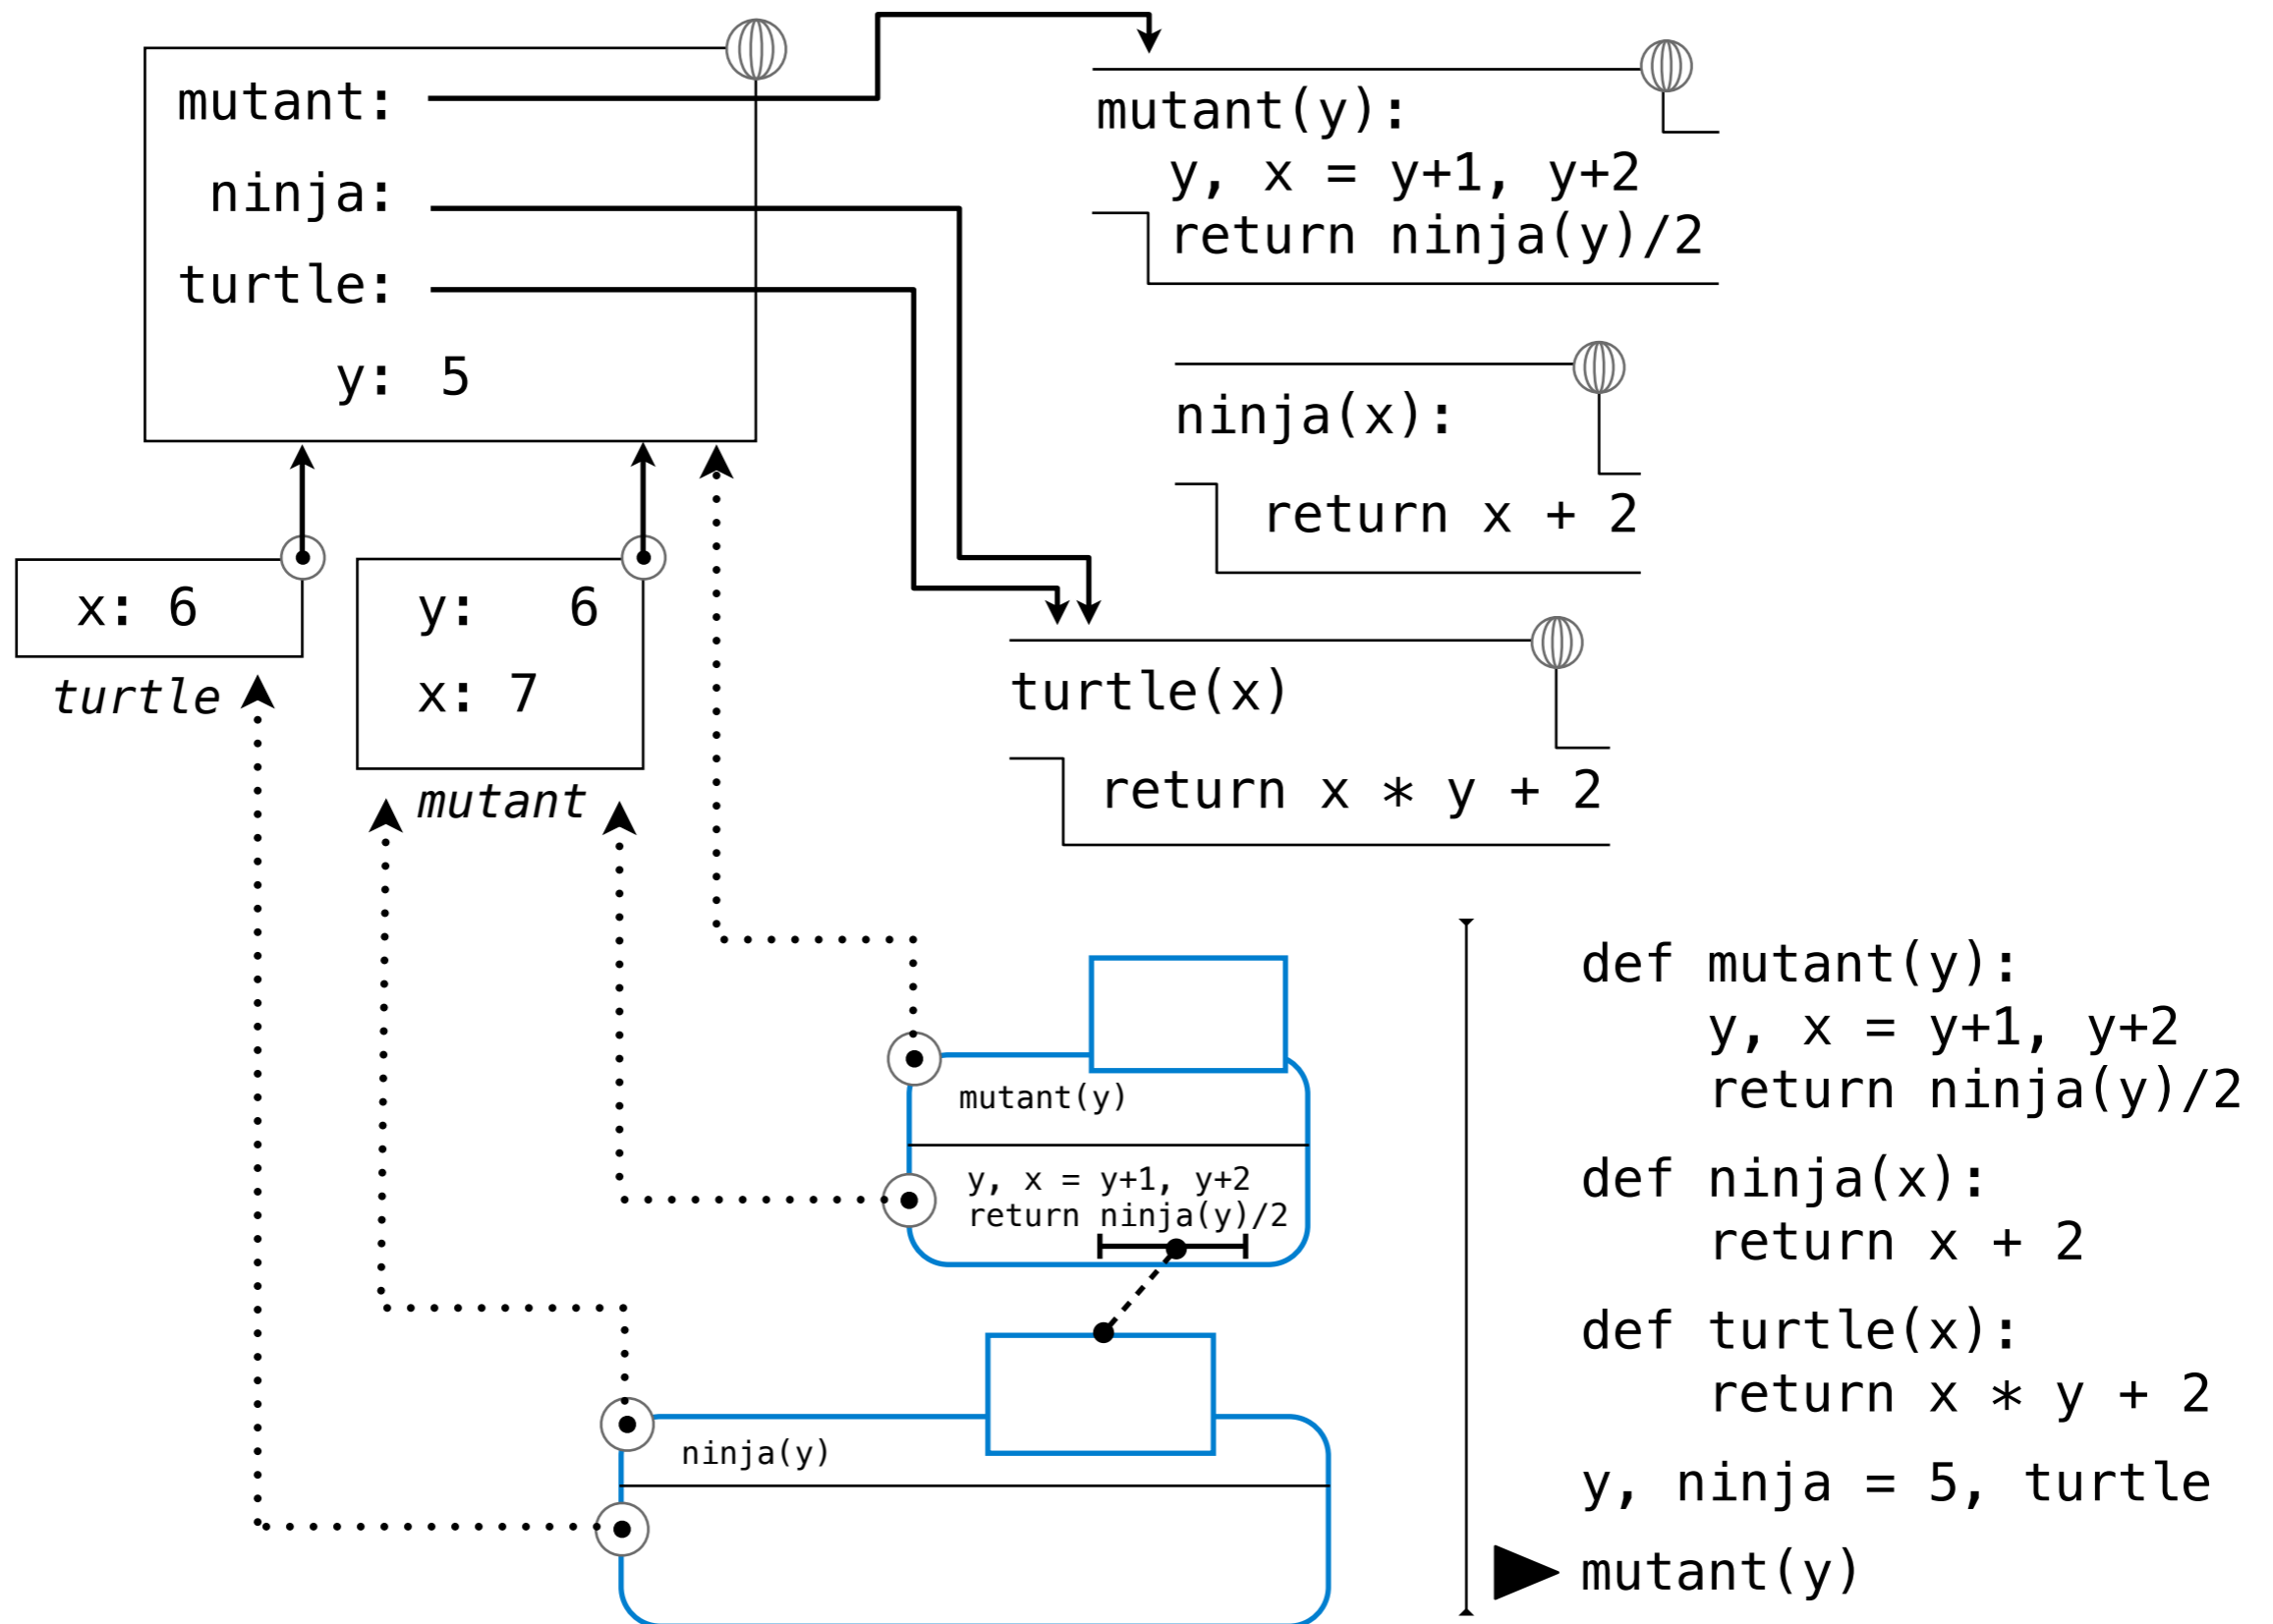 mutant:
ninja:
turtle:
y: 5
x: 6
turtle
y: 6
x: 7
mutant
mutant(y):
y, x = y+1, y+2
return ninja(y)/2
ninja(x):
return x + 2
turtle(x)
return x * y + 2
mutant(y)
y, x = y+1, y+2
return ninja(y)/2
ninja(y)
def mutant(y):
y, x = y+1, y+2
return ninja(y)/2
def ninja(x):
return x + 2
def turtle(x):
return x * y + 2
y, ninja = 5, turtle
mutant(y)